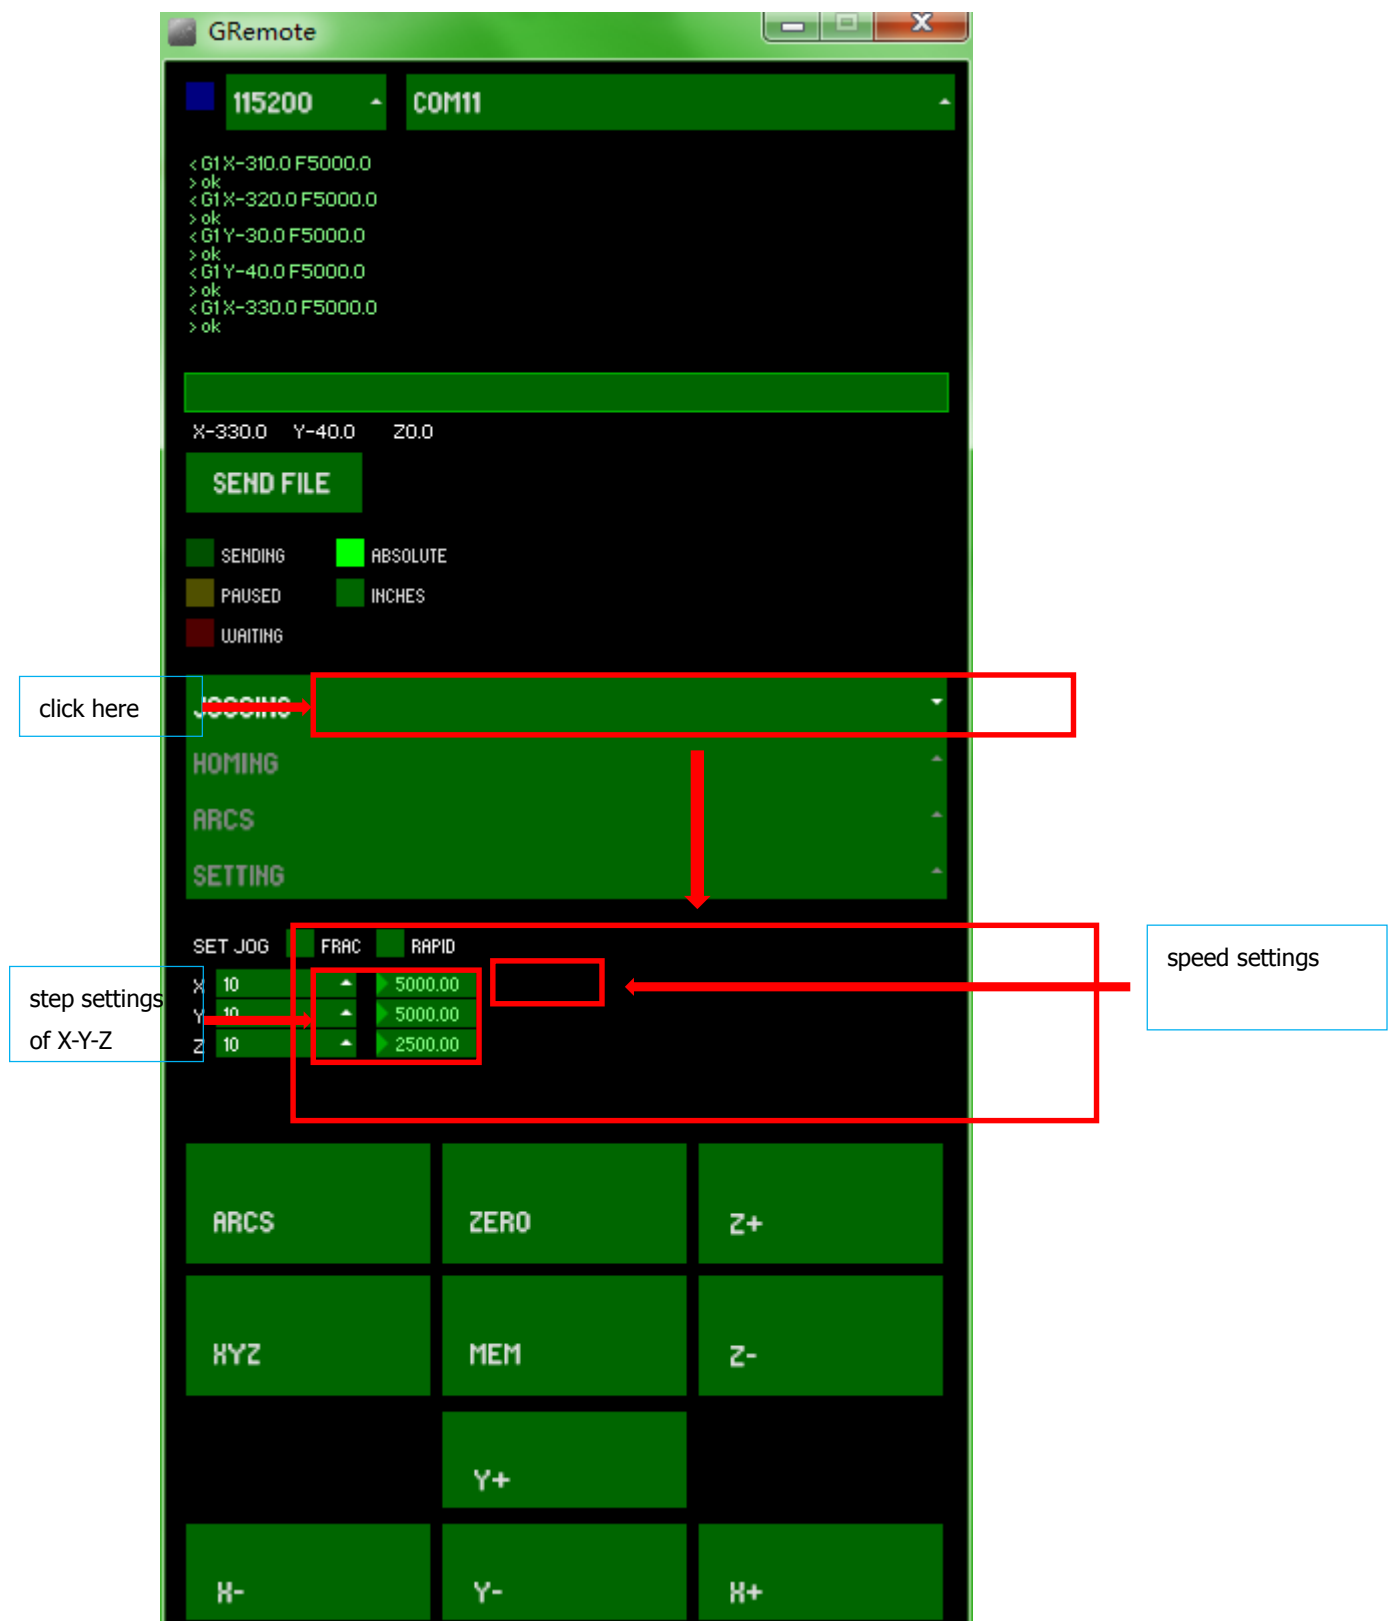 GRemote
X
115200
COM11
< G1 X-310.0 F5000.0
> ok
< G1 X-320.0 F5000.0
> ok
< G1 Y-30.0 F5000.0
> ok
< G1 Y-40.0 F5000.0
> ok
< G1 X-330.0 F5000.0
> ok
X-330.0 Y-40.0 Z0.0
SEND FILE
SENDING ABSOLUTE
PAUSED INCHES
WAITING
click here
JOGGING
HOMING
ARCS
SETTING
SET JOG FRAC RAPID
speed settings
X 10 5000.00
step settings
of X-Y-Z
Y 10 5000.00
Z 10 2500.00
ARCS ZERO Z+
XYZ MEM Z-
Y+
X- Y- X+